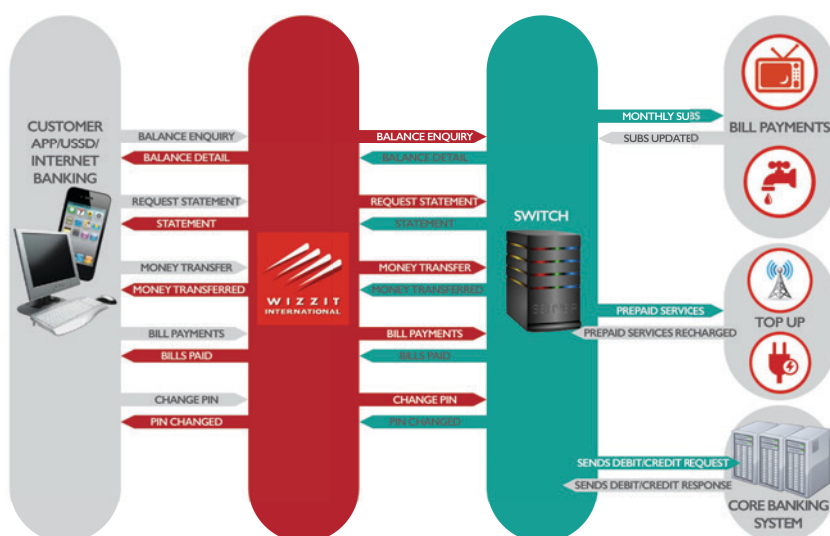 CUSTOMER
APP/USSD/
INTERNET
BANKING
BALANCE ENQUIRY
BALANCE DETAIL
REQUEST STATEMENT
STATEMENT
MONEY TRANSFER
MONEY TRANSFERRED
BILL PAYMENTS
BILLS PAID
CHANGE PIN
PIN CHANGED
WIZZIT
INTERNATIONAL
BALANCE ENQUIRY
BALANCE DETAIL
REQUEST STATEMENT
STATEMENT
MONEY TRANSFER
MONEY TRANSFERRED
BILL PAYMENTS
BILLS PAID
CHANGE PIN
PIN CHANGED
SWITCH
MONTHLY SUBS
SUBS UPDATED
PREPAID SERVICES
PREPAID SERVICES RECHARGED
SENDS DEBIT/CREDIT REQUEST
SENDS DEBIT/CREDIT RESPONSE
BILL PAYMENTS
TOP UP
CORE BANKING
SYSTEM